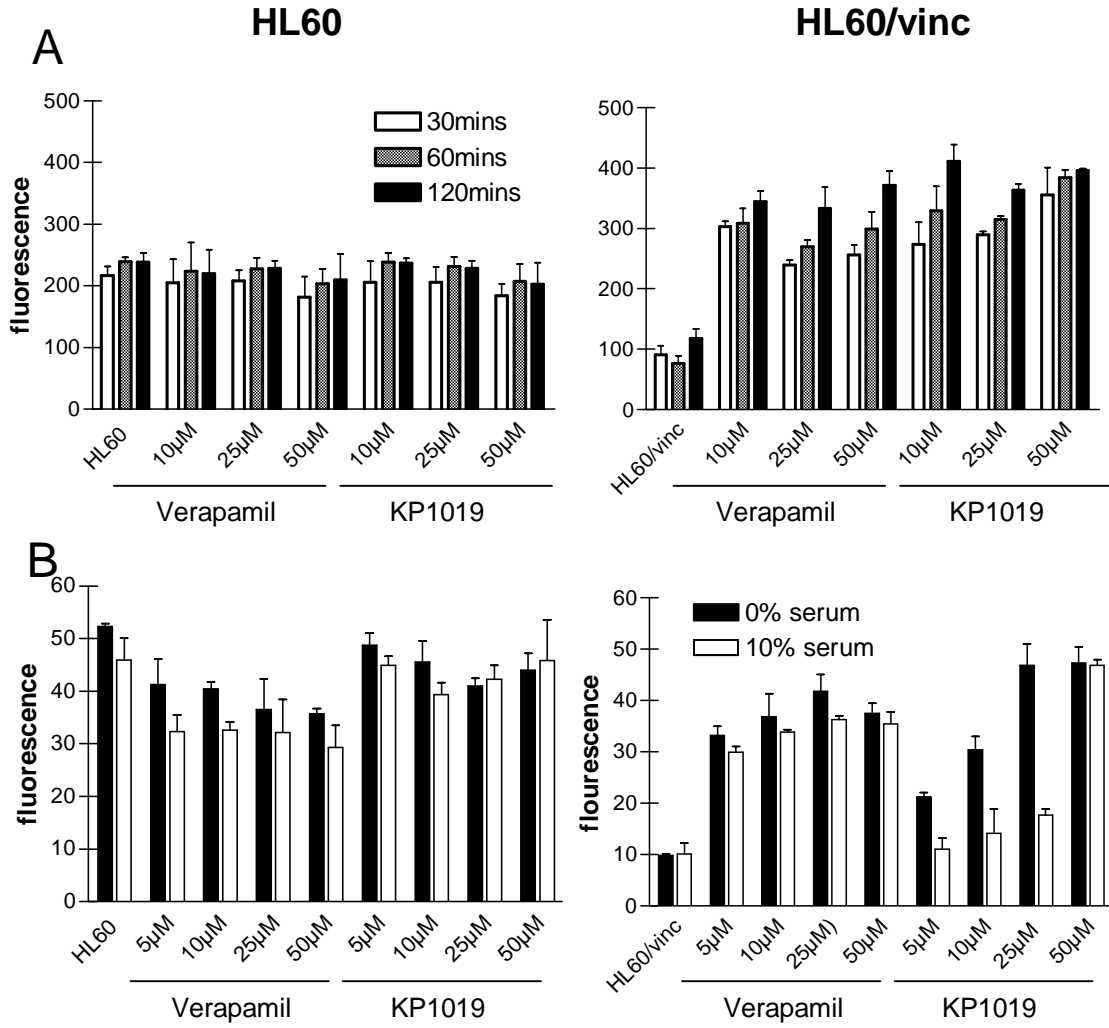 HL60
HL60/vinc
A
500
400
300
200
100
0
fluorescence
30mins
60mins
120mins
HL60
10µM
25µM
50µM
10µM
25µM
50µM
Verapamil
KP1019
500
400
300
200
100
0
HL60/vinc
10µM
25µM
50µM
10µM
25µM
50µM
Verapamil
KP1019
B
60
50
40
30
20
10
0
fluorescence
HL60
5µM
10µM
25µM
50µM
5µM
10µM
25µM
50µM
Verapamil
KP1019
60
50
40
30
20
10
0
flourescence
0% serum
10% serum
HL60/vinc
5µM
10µM
25µM)
50µM
5µM
10µM
25µM
50µM
Verapamil
KP1019